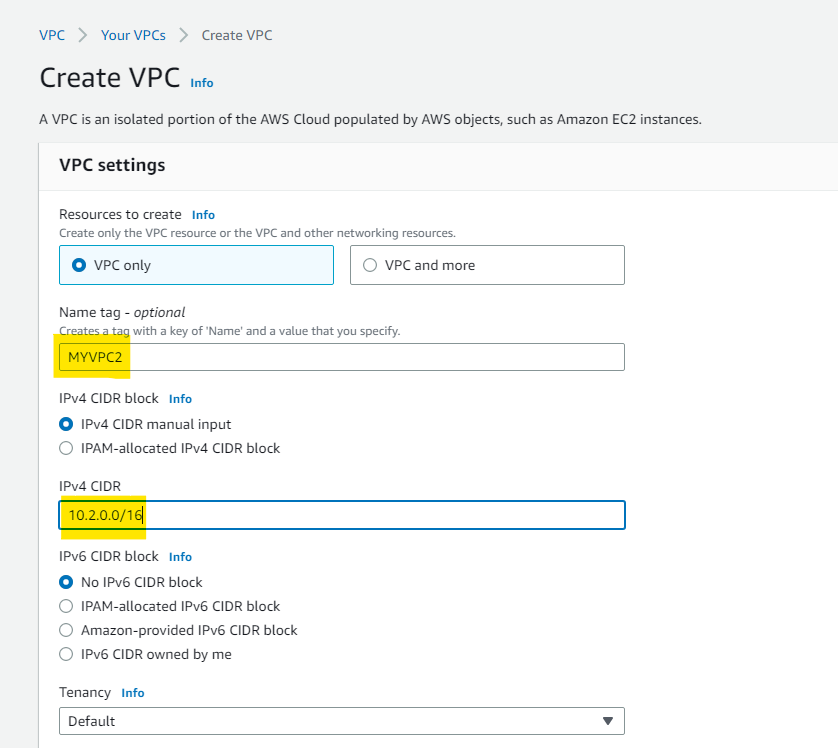 VPC > Your VPCs > Create VPC
Create VPC Info
A VPC is an isolated portion of the AWS Cloud populated by AWS objects, such as Amazon EC2 instances.
VPC settings
Resources to create Info
Create only the VPC resource or the VPC and other networking resources.
VPC only VPC and more
Name tag - optional
Creates a tag with a key of 'Name' and a value that you specify.
MYVPC2
IPv4 CIDR block Info
IPv4 CIDR manual input
IPAM-allocated IPv4 CIDR block
IPv4 CIDR
10.2.0.0/16
IPv6 CIDR block Info
No IPv6 CIDR block
IPAM-allocated IPv6 CIDR block
Amazon-provided IPv6 CIDR block
IPv6 CIDR owned by me
Tenancy Info
Default